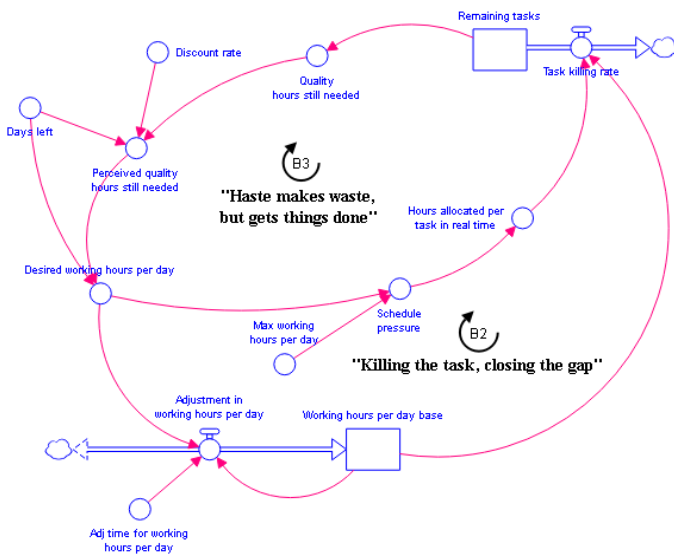 Remaining tasks
Discount rate
Task killing rate
Quality
hours still needed
Days left
Perceived quality
hours still needed
B3
"Haste makes waste,
but gets things done"
Hours allocated per
task in real time
Desired working hours per day
Max working
hours per day
Schedule
pressure
B2
"Killing the task, closing the gap"
Adjustment in
working hours per day
Working hours per day base
Adj time for working
hours per day